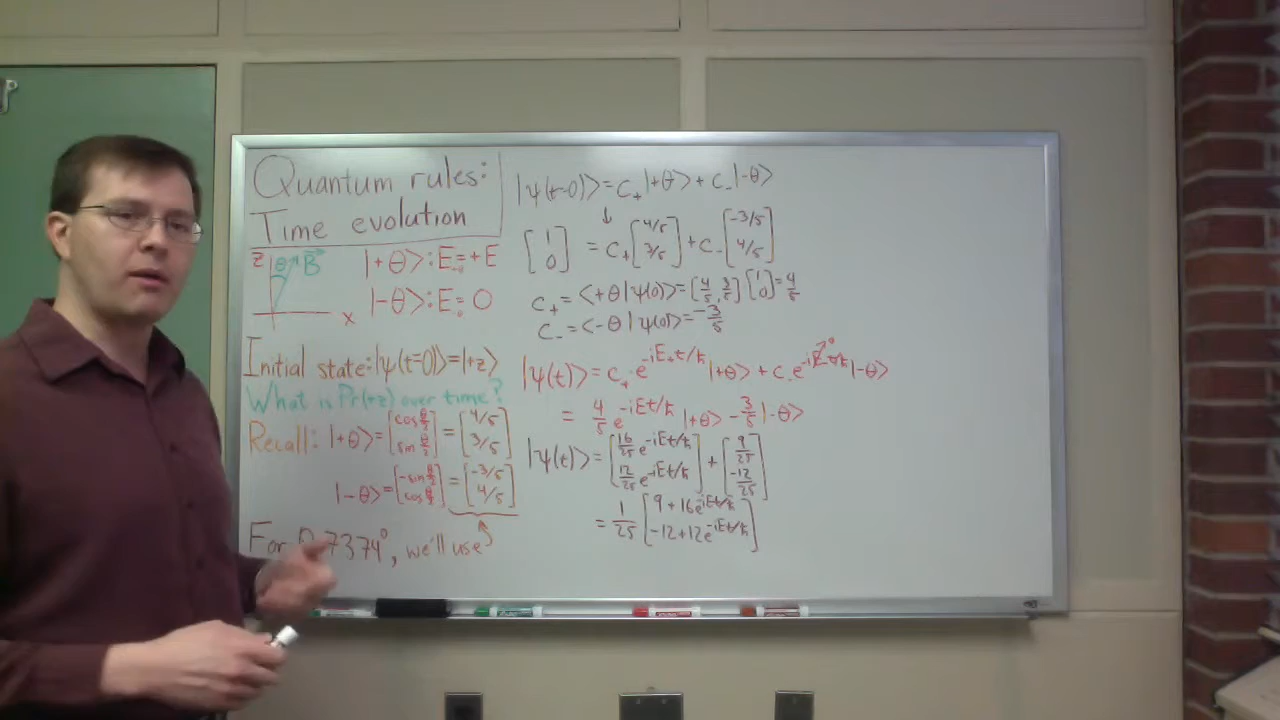 Quantum rules:
Time evolution
z θ B⃗ x
|+θ⟩: E₊ = +E
|-θ⟩: E₋ = 0
Initial state: |ψ(t=0)⟩=|+z⟩
What is Pr(+z) over time?
Recall: |+θ⟩ = [cos θ/2, sin θ/2] = [4/5, 3/5]
|-θ⟩ = [-sin θ/2, cos θ/2] = [-3/5, 4/5]
For 7374°, we'll use
|ψ(t=0)⟩ = c₊|+θ⟩ + c₋|-θ⟩
↓
[1, 0] = c₊[4/5, 3/5] + c₋[-3/5, 4/5]
c₊ = ⟨+θ|ψ(0)⟩ = [4/5, 3/5][1, 0] = 4/5
c₋ = ⟨-θ|ψ(0)⟩ = -3/5
|ψ(t)⟩ = c₊ e^{-iE₊t/ħ}|+θ⟩ + c₋ e^{-iE₋t/ħ}|-θ⟩ 0
= 4/5 e^{-iEt/ħ}|+θ⟩ - 3/5|-θ⟩
|ψ(t)⟩ = [16/25 e^{-iEt/ħ}, 12/25 e^{-iEt/ħ}] + [9/25, -12/25]
= 1/25 [9+16e^{-iEt/ħ}, -12+12e^{-iEt/ħ}]